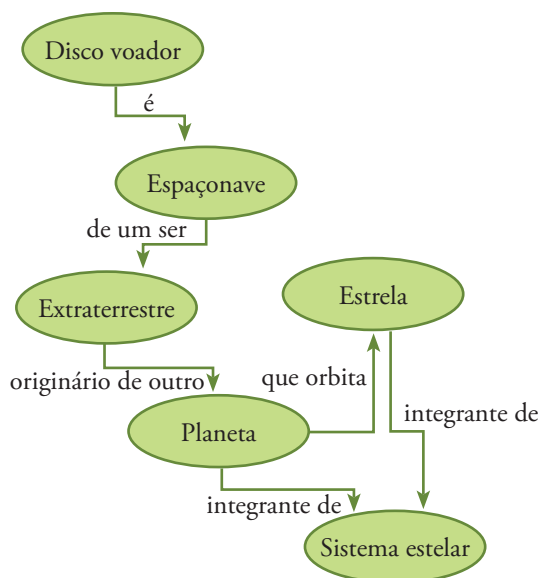 Disco voador
é
Espaçonave
de um ser
Extraterrestre
Estrela
originário de outro
que orbita
Planeta
integrante de
integrante de
Sistema estelar